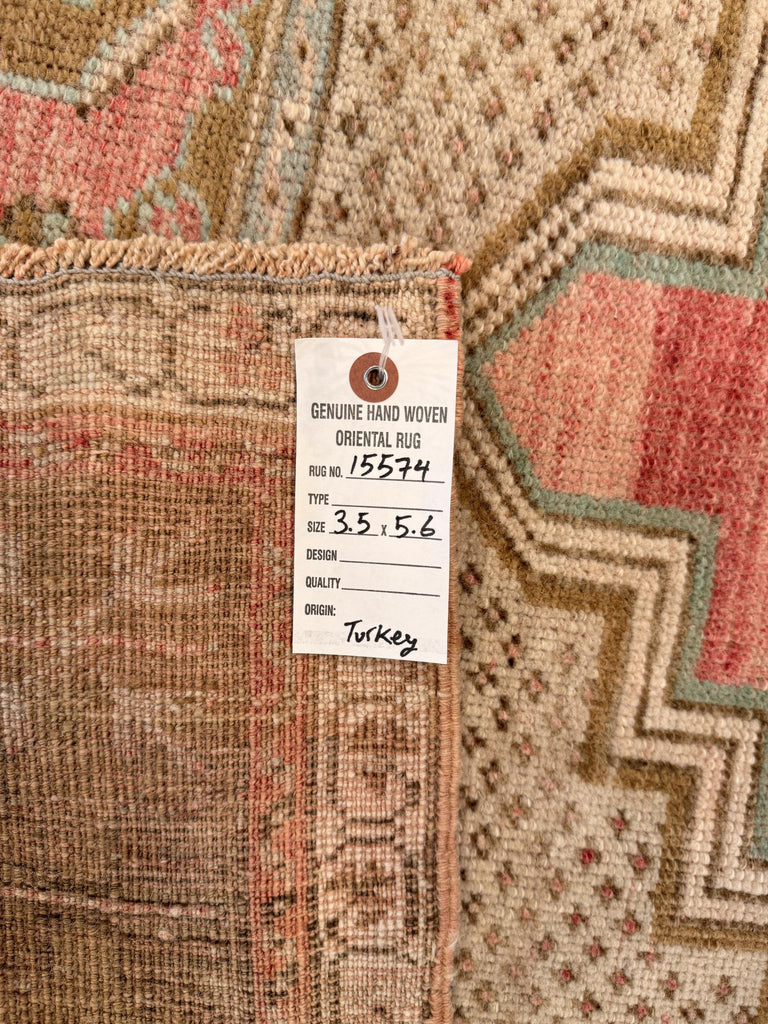 GENUINE HAND WOVEN
ORIENTAL RUG
RUG NO. 15574
TYPE
SIZE 3.5 x 5.6
DESIGN
QUALITY
ORIGIN:
Turkey